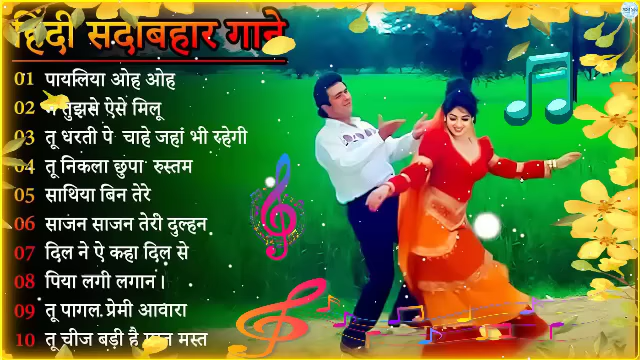 हिंदी सदाबहार गाने
01 पायलिया ओह ओह
02 तुझसे ऐसे मिलू
03 तू धरती पे चाहे जहां भी रहेगी
04 तू निकला छुपा रुस्तम
05 साथिया बिन तेरे
06 साजन साजन तेरी दुल्हन
07 दिल ने ऐ कहा दिल से
08 पिया लगी लगान ।
09 तू पागल प्रेमी आवारा
10 तू चीज बड़ी है मस्त